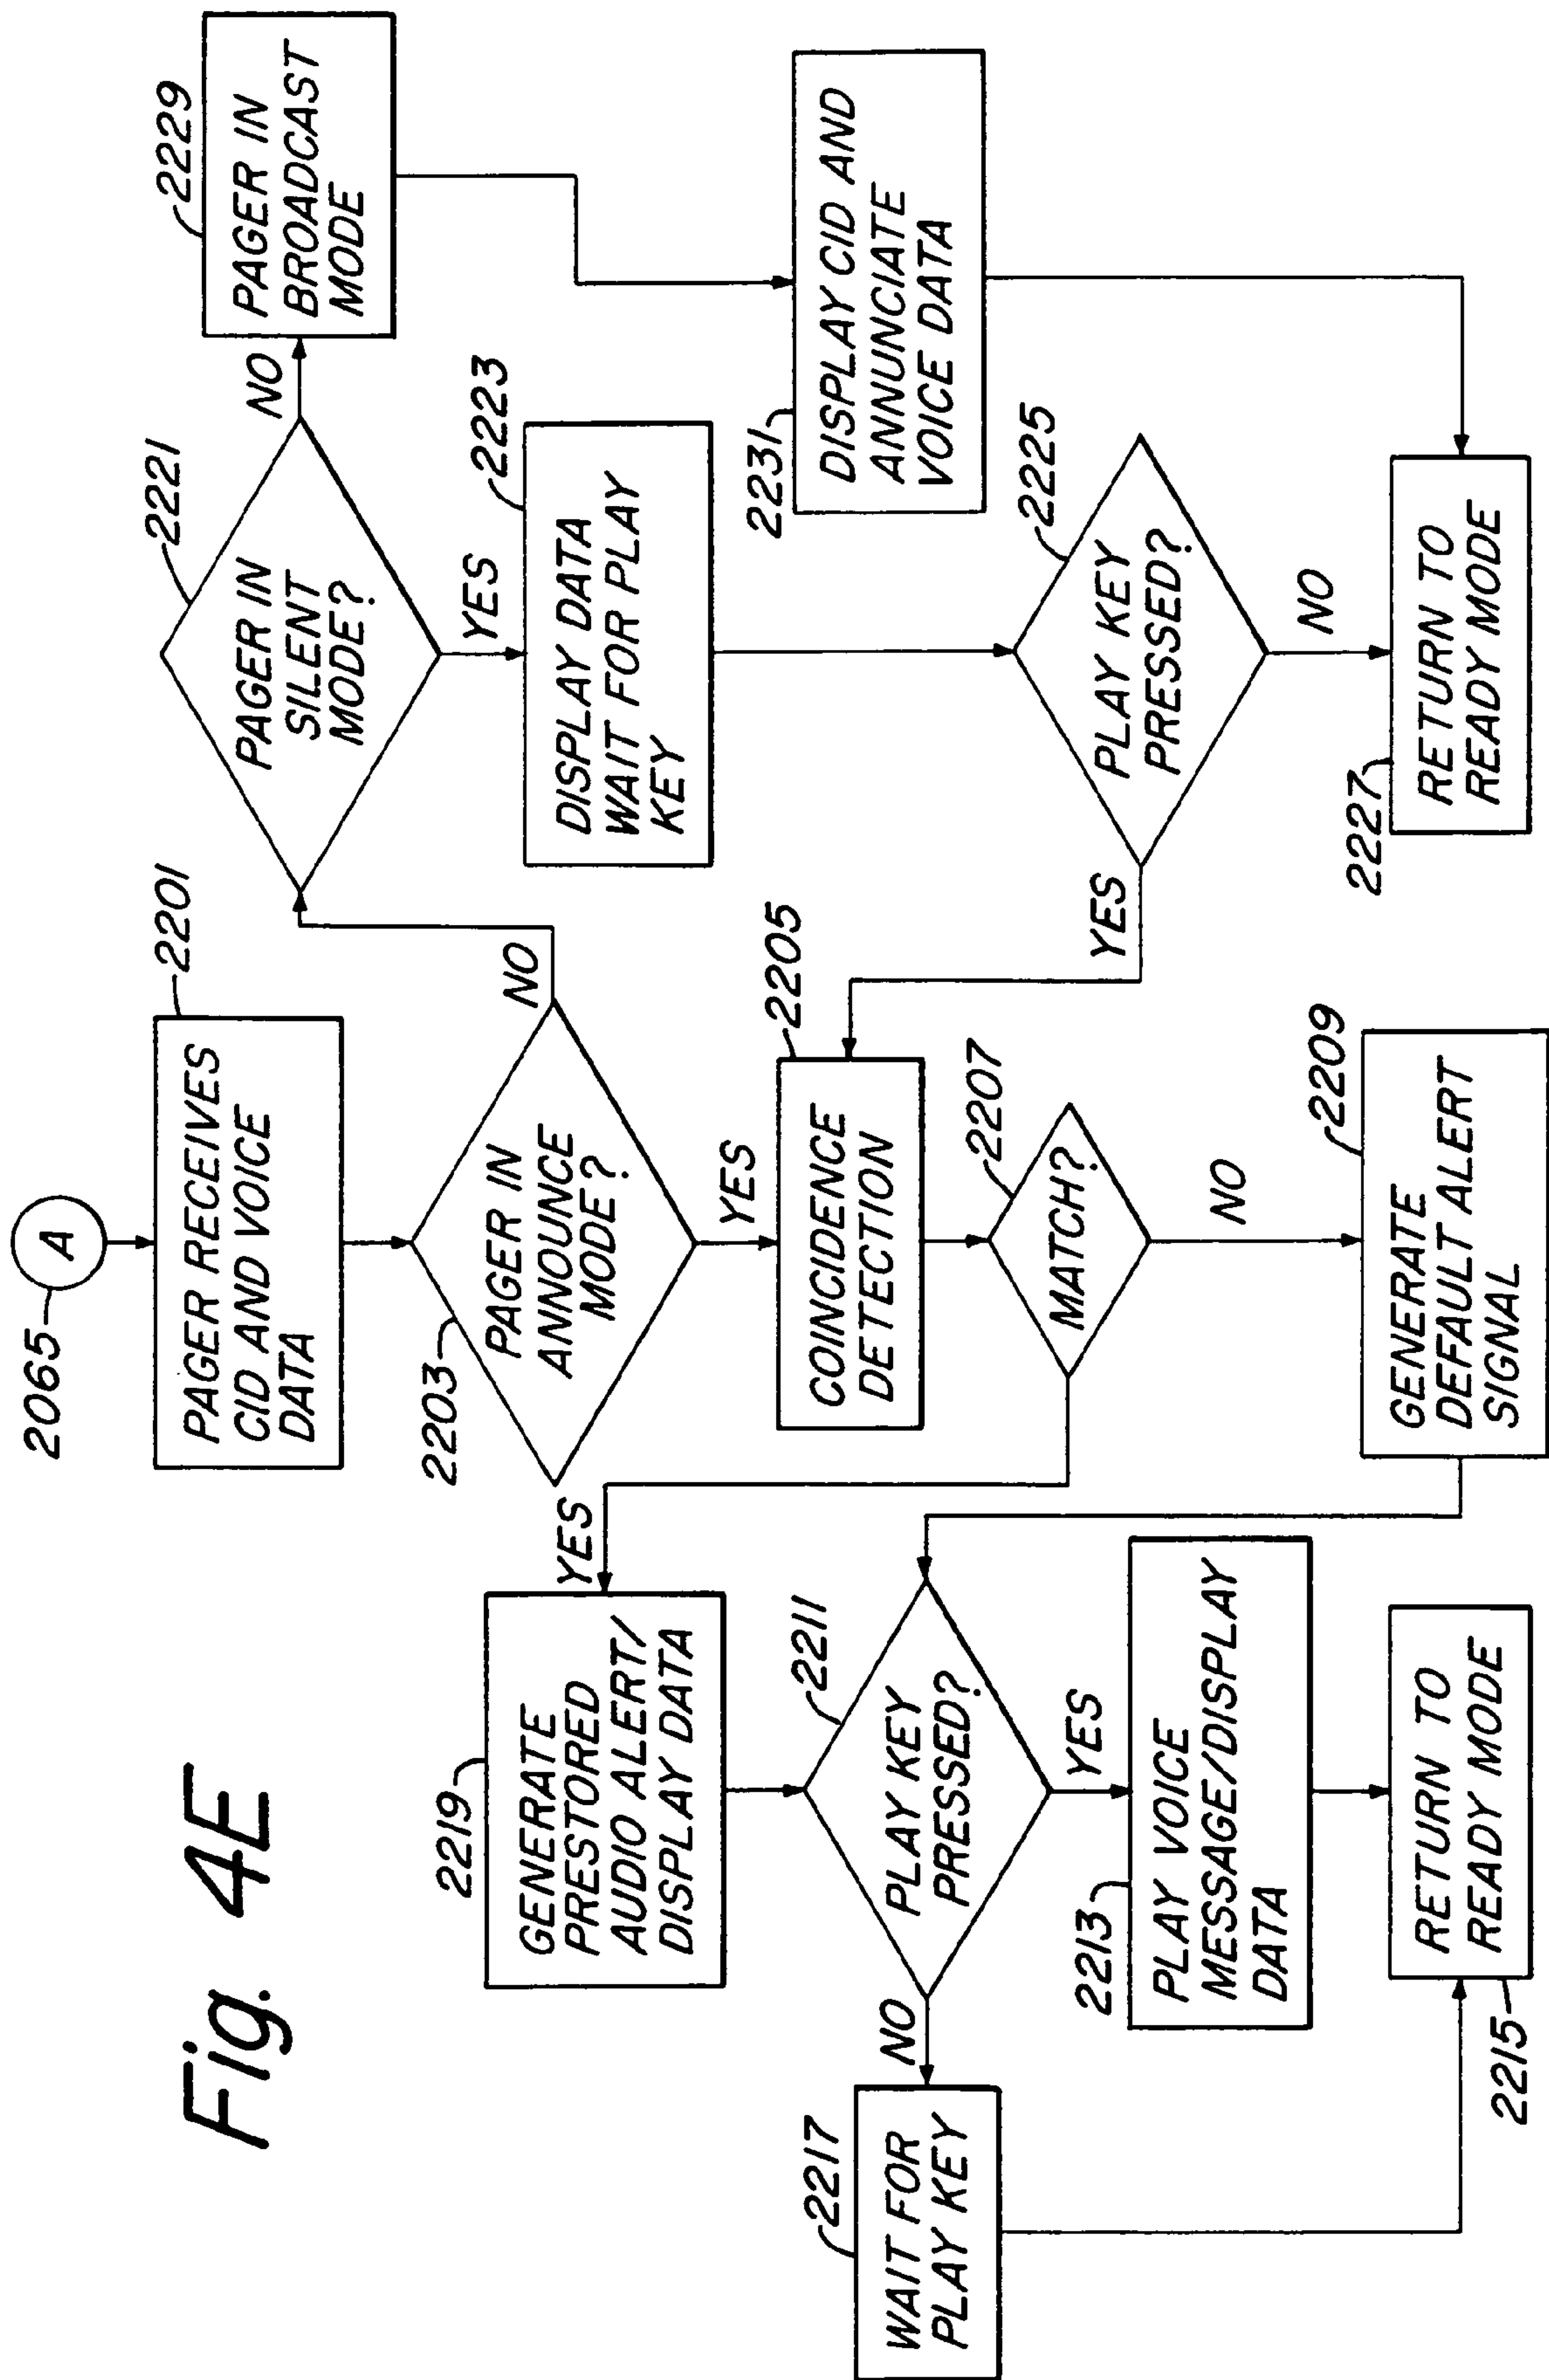 Fig. 4E
2065
A
2201
PAGER RECEIVES
CID AND VOICE
DATA
2203
PAGER IN
ANNOUNCE
MODE?
NO
YES
2221
PAGER IN
SILENT
MODE?
NO
YES
2229
PAGER IN
BROADCAST
MODE
2223
DISPLAY DATA
WAIT FOR PLAY
KEY
2231
DISPLAY CID AND
ANNUNCIATE
VOICE DATA
2225
PLAY KEY
PRESSED?
YES
NO
2227
RETURN TO
READY MODE
2205
COINCIDENCE
DETECTION
2207
MATCH?
YES
NO
2209
GENERATE
DEFAULT ALERT
SIGNAL
2219
GENERATE
PRESTORED
AUDIO ALERT/
DISPLAY DATA
2211
PLAY KEY
PRESSED?
NO
YES
2217
WAIT FOR
PLAY KEY
2213
PLAY VOICE
MESSAGE/DISPLAY
DATA
2215
RETURN TO
READY MODE